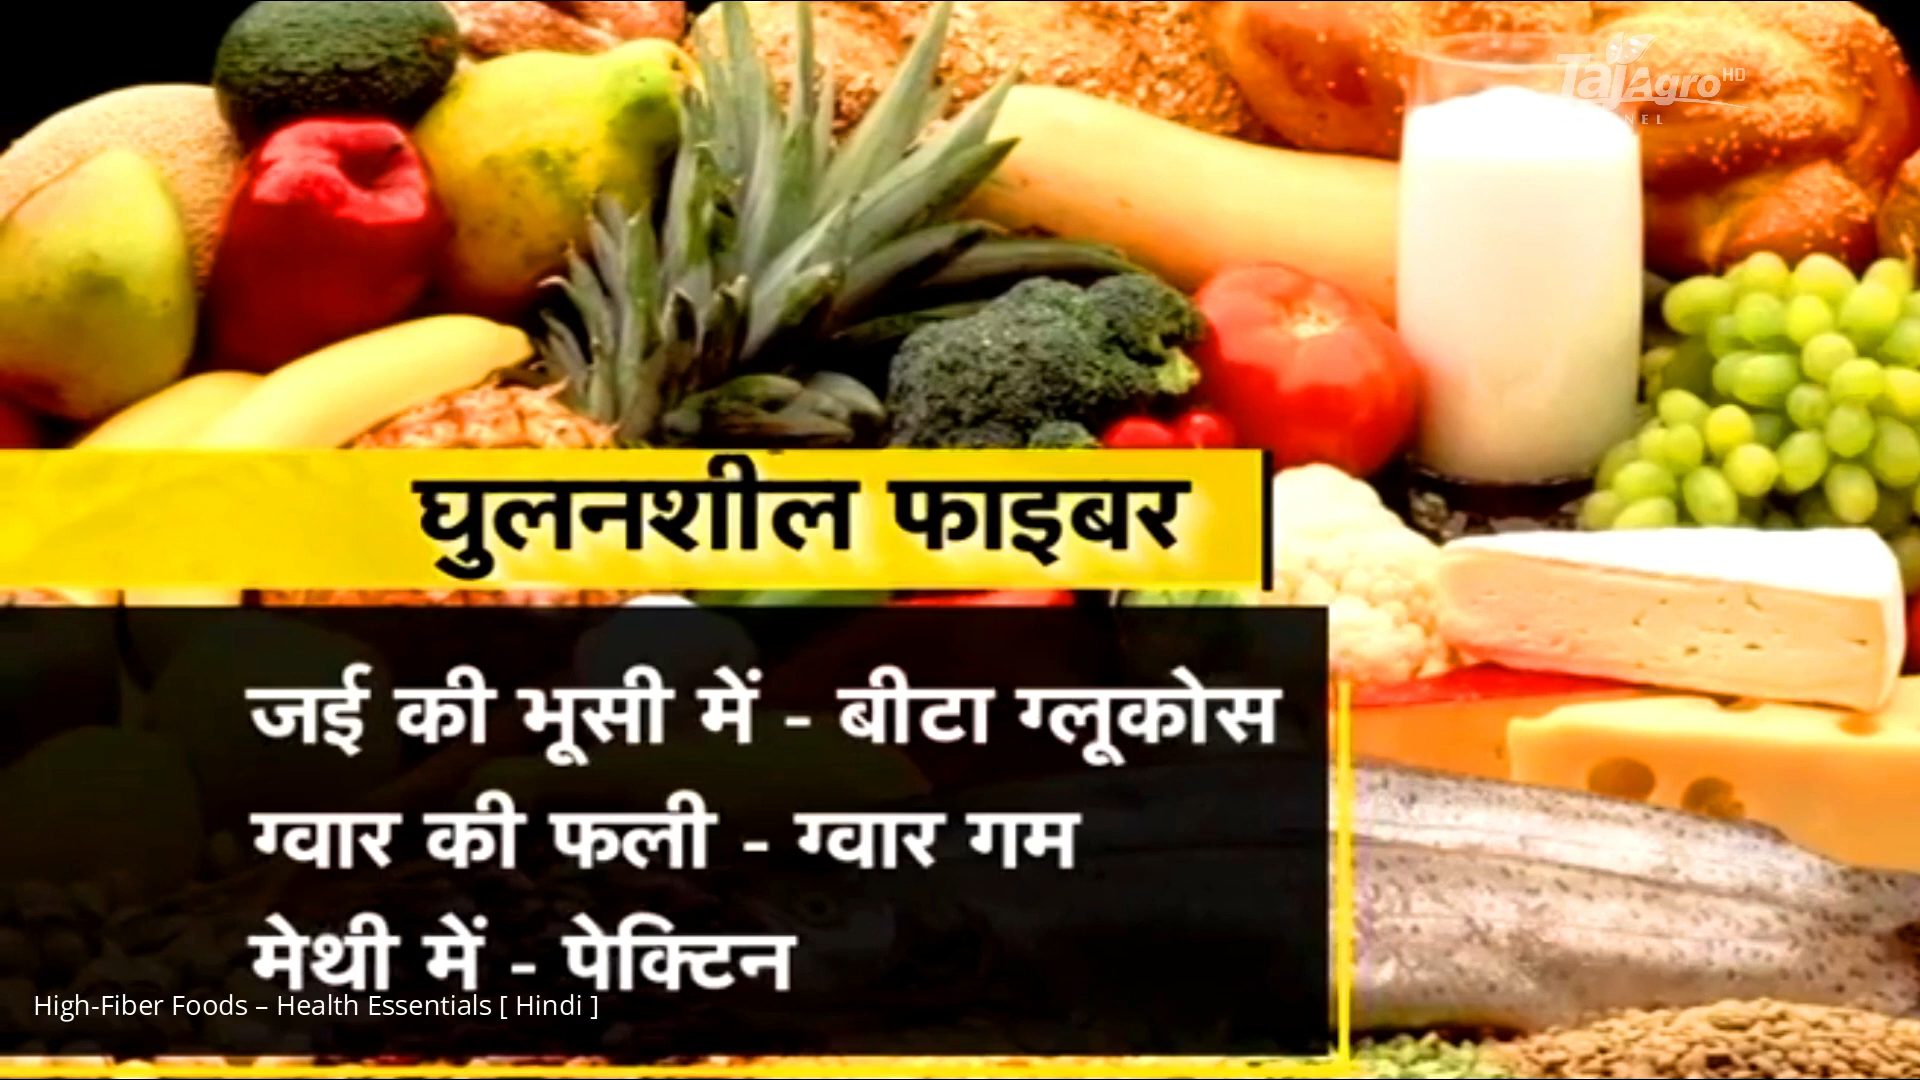 TajAgro HD
घुलनशील फाइबर
जई की भूसी में - बीटा ग्लूकोस
ग्वार की फली - ग्वार गम
मेथी में - पेक्टिन
High-Fiber Foods – Health Essentials [ Hindi ]